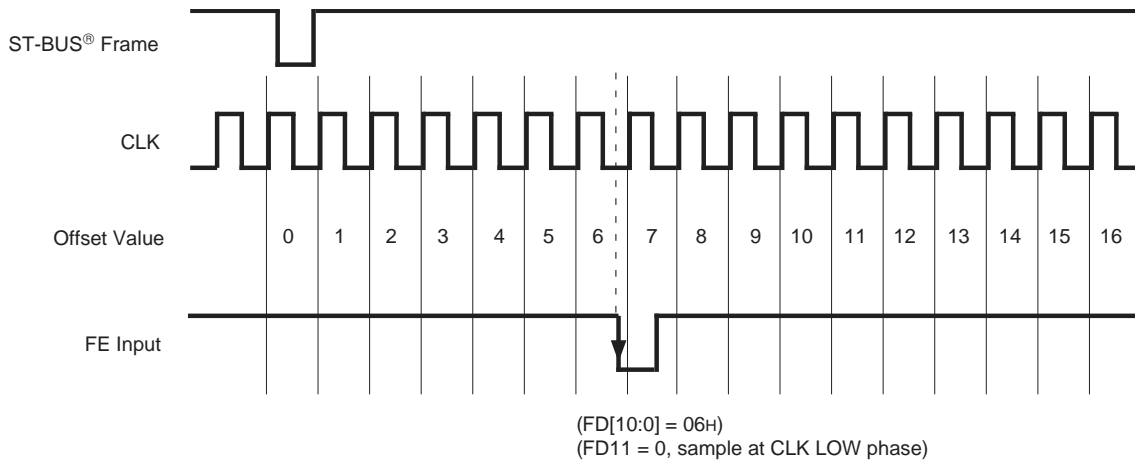 ST-BUS® Frame
CLK
Offset Value 0 1 2 3 4 5 6 7 8 9 10 11 12 13 14 15 16
FE Input
(FD[10:0] = 06H)
(FD11 = 0, sample at CLK LOW phase)